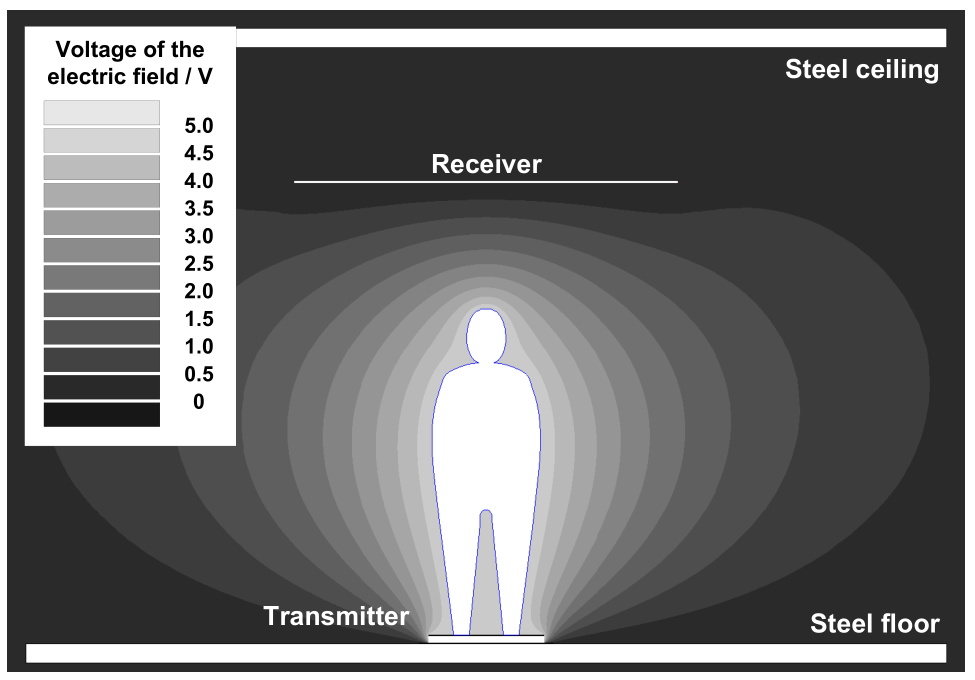 Voltage of the
electric field / V
5.0
4.5
4.0
3.5
3.0
2.5
2.0
1.5
1.0
0.5
0
Steel ceiling
Receiver
Transmitter
Steel floor